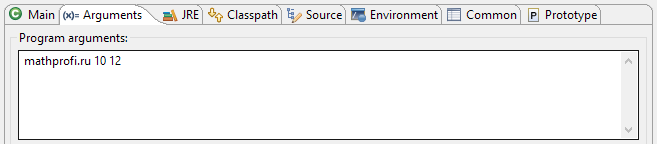 Main (x)= Arguments JRE Classpath Source Environment Common P Prototype
Program arguments:
mathprofi.ru 10 12